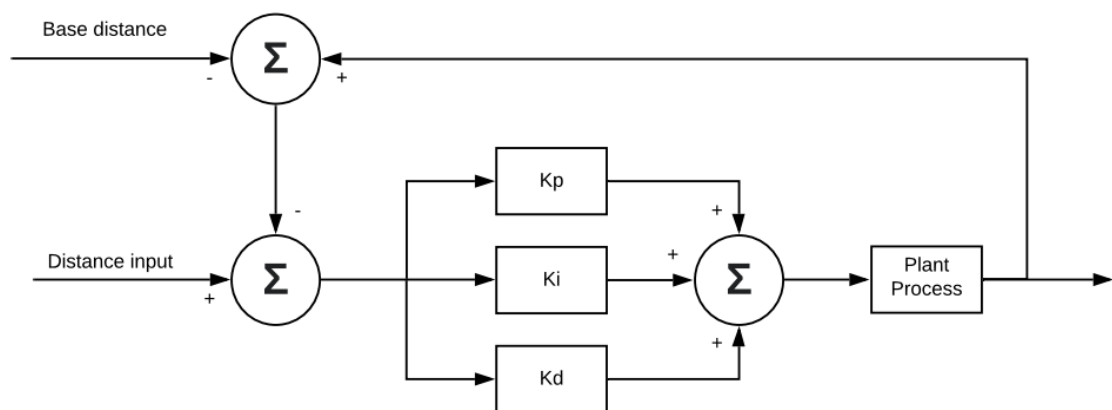 Base distance
Σ
-
+
Kp
-
+
Distance input
Σ
+
+
Ki
Σ
Plant
Process
+
Kd